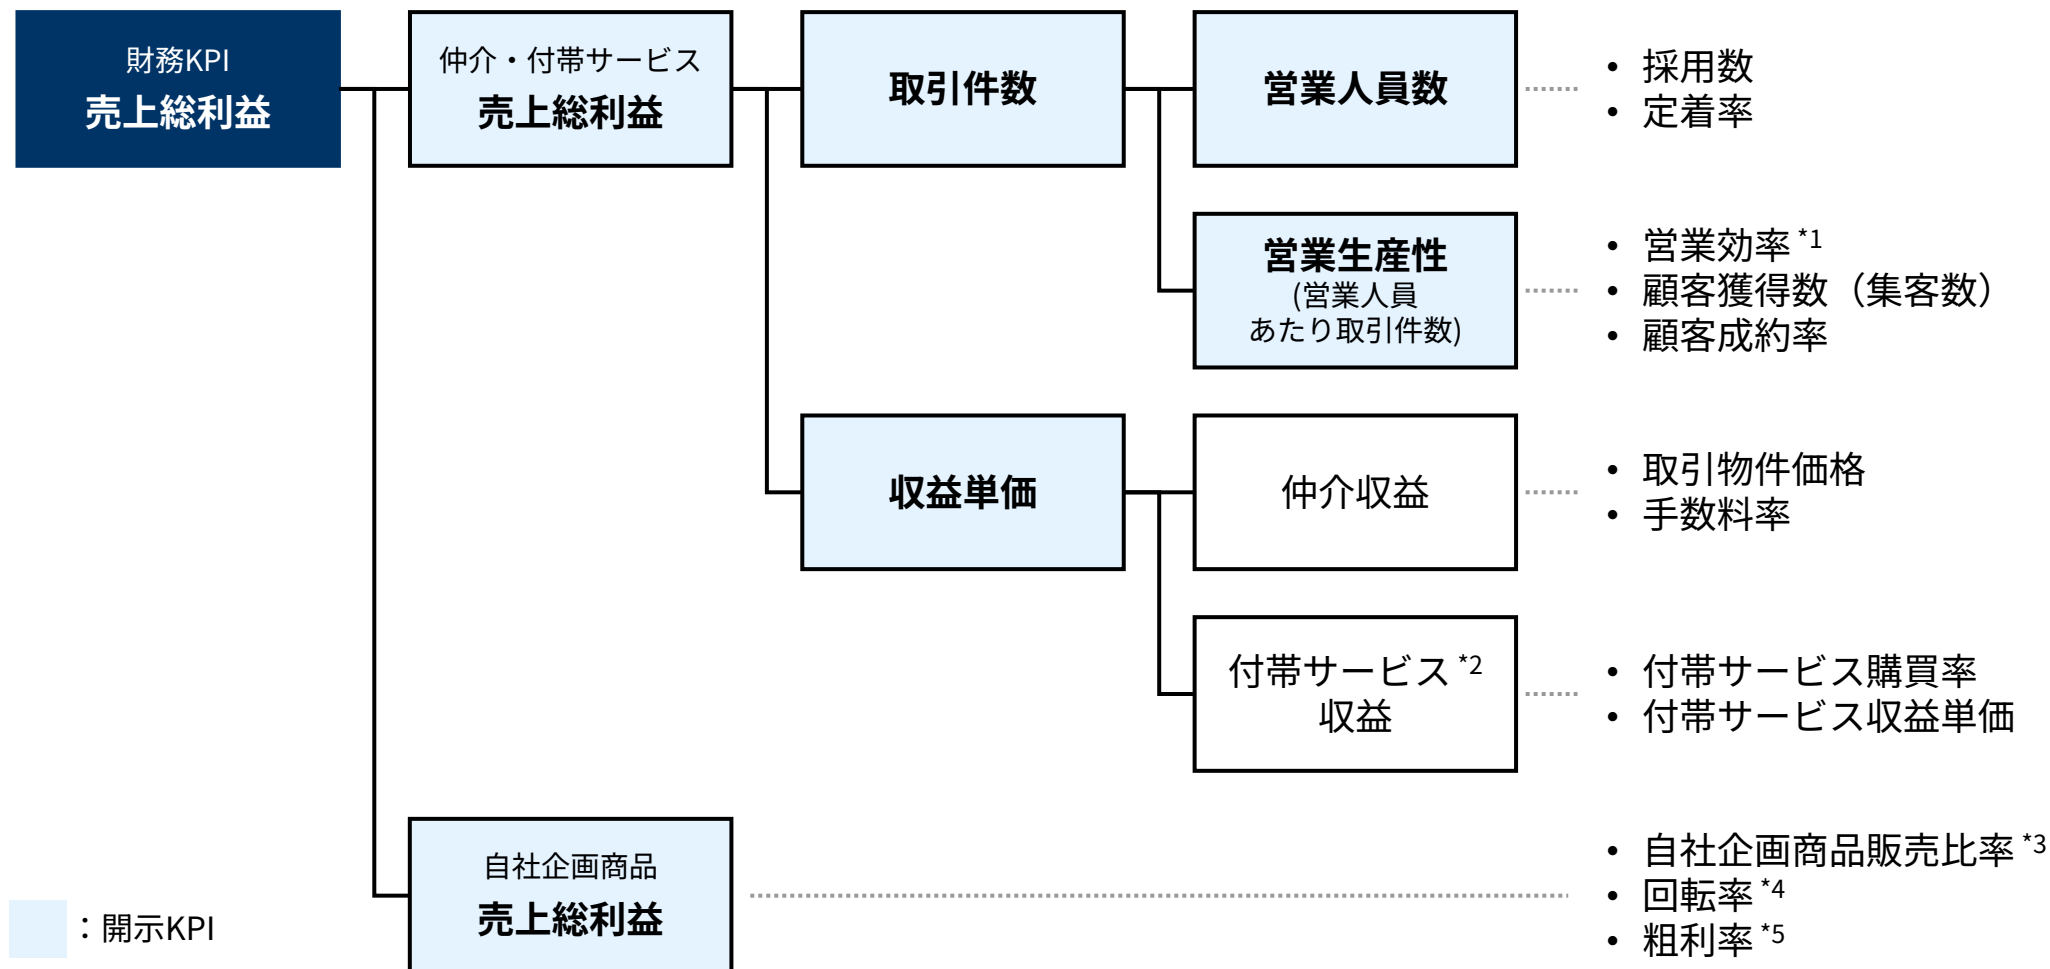 財務KPI
売上総利益
仲介・付帯サービス
売上総利益
取引件数
営業人員数
• 採用数
• 定着率
営業生産性
(営業人員
あたり取引件数)
• 営業効率 *1
• 顧客獲得数（集客数）
• 顧客成約率
収益単価
仲介収益
• 取引物件価格
• 手数料率
付帯サービス *2
収益
• 付帯サービス購買率
• 付帯サービス収益単価
自社企画商品
売上総利益
• 自社企画商品販売比率 *3
• 回転率 *4
• 粗利率 *5
：開示KPI